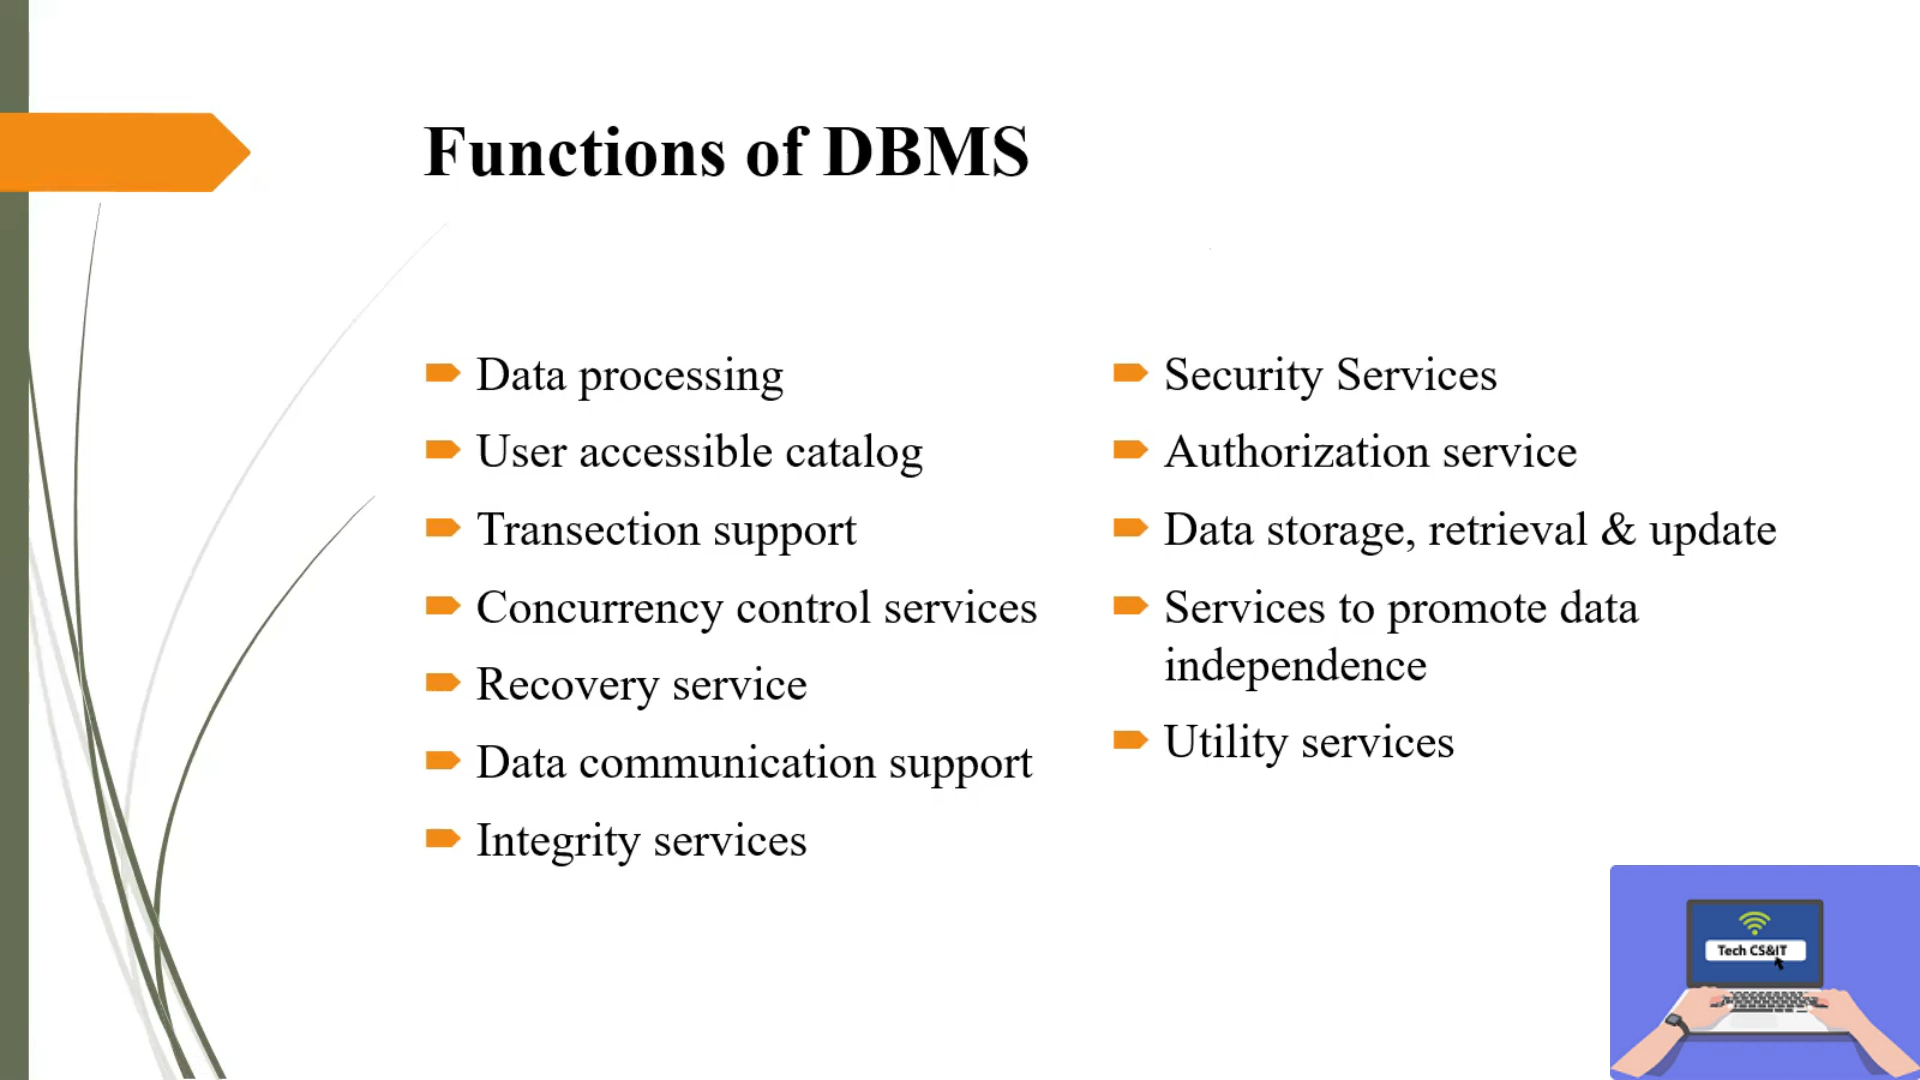 Functions of DBMS
Data processing
User accessible catalog
Transection support
Concurrency control services
Recovery service
Data communication support
Integrity services
Security Services
Authorization service
Data storage, retrieval & update
Services to promote data
independence
Utility services
Tech CS&IT